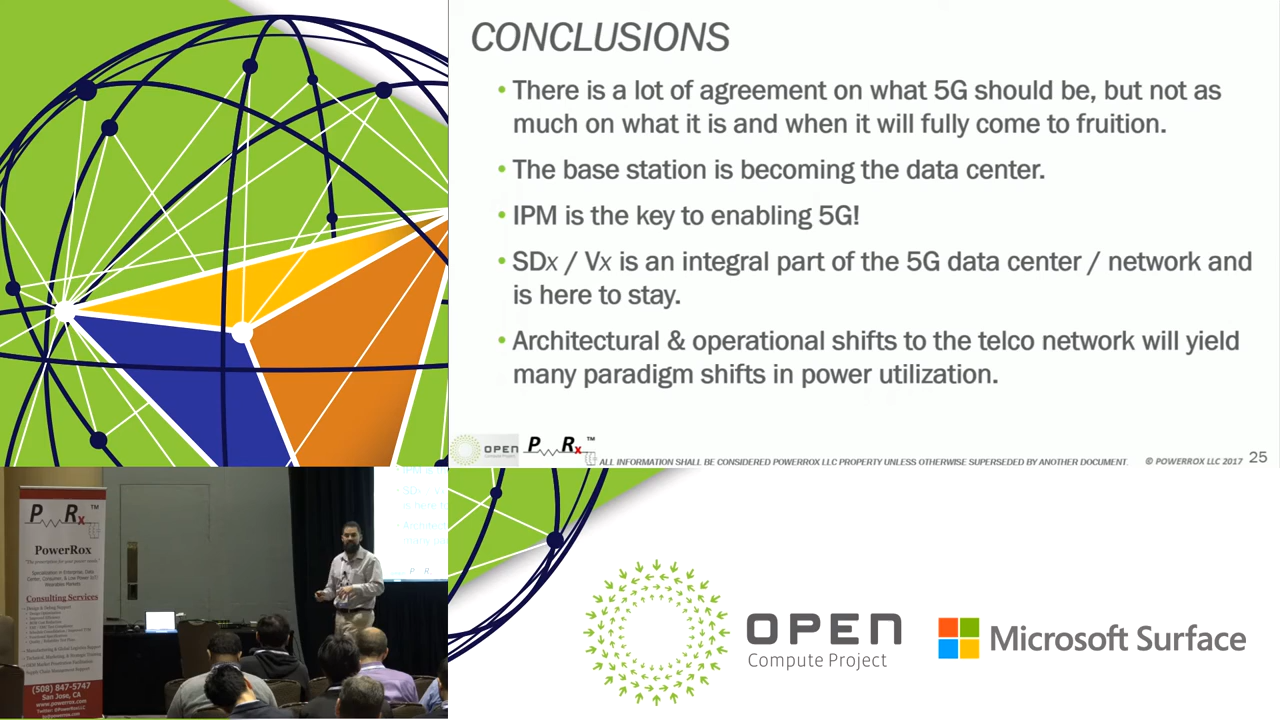 CONCLUSIONS
• There is a lot of agreement on what 5G should be, but not as
much on what it is and when it will fully come to fruition.
• The base station is becoming the data center.
• IPM is the key to enabling 5G!
• SDx / Vx is an integral part of the 5G data center / network and
is here to stay.
• Architectural & operational shifts to the telco network will yield
many paradigm shifts in power utilization.
OPEN
P Rx ™
ALL INFORMATION SHALL BE CONSIDERED POWERROX LLC PROPERTY UNLESS OTHERWISE SUPERSEDED BY ANOTHER DOCUMENT. © POWERROX LLC 2017 25
P Rx ™
PowerRox
Consulting Services
(508) 847-5747
San Jose, CA
www.powerrox.com
OPEN
Compute Project
Microsoft Surface